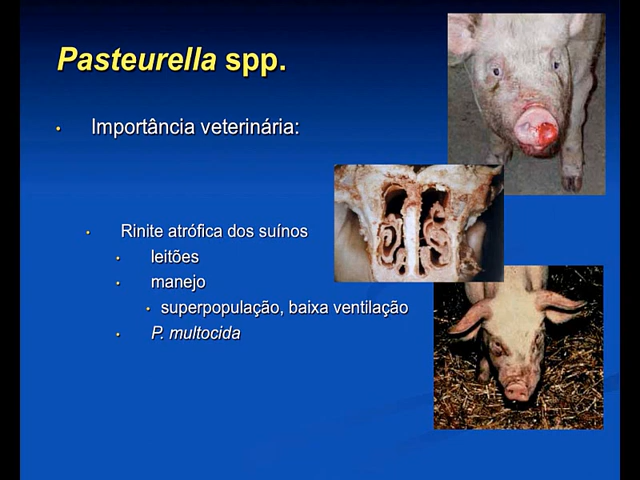 Pasteurella spp.
• Importância veterinária:
• Rinite atrófica dos suínos
• leitões
• manejo
• superpopulação, baixa ventilação
• P. multocida